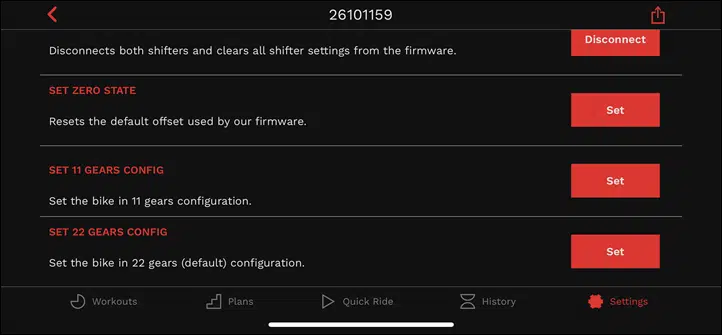 26101159
Disconnects both shifters and clears all shifter settings from the firmware.
Disconnect
SET ZERO STATE
Resets the default offset used by our firmware.
Set
SET 11 GEARS CONFIG
Set the bike in 11 gears configuration.
Set
SET 22 GEARS CONFIG
Set the bike in 22 gears (default) configuration.
Set
Workouts
Plans
Quick Ride
History
Settings